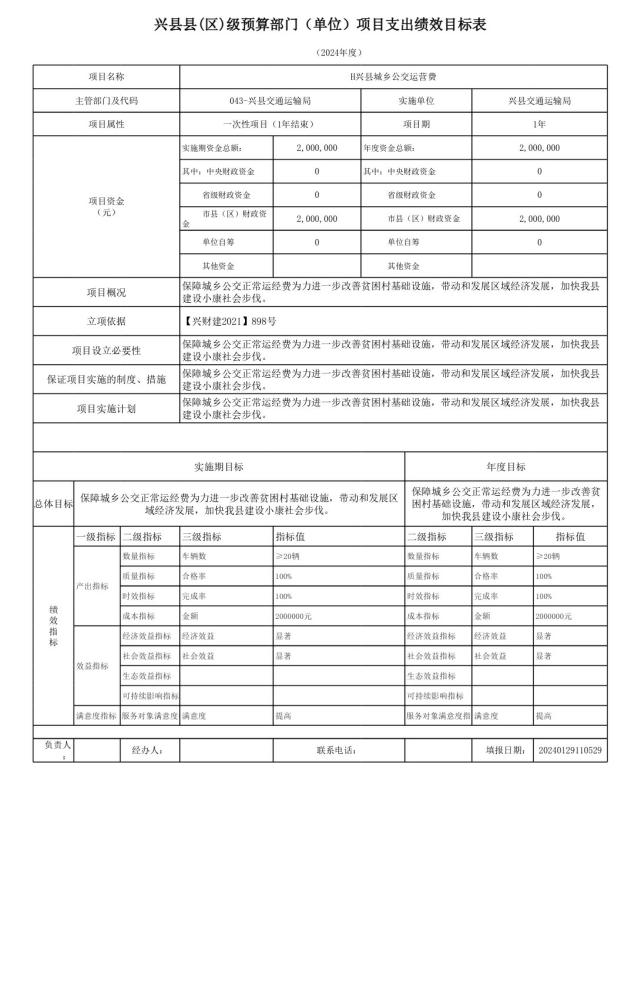 兴县县(区)级预算部门（单位）项目支出绩效目标表
（2024年度）
项目名称 H兴县城乡公交运营费
主管部门及代码 043-兴县交通运输局 实施单位 兴县交通运输局
项目属性 一次性项目（1年结束） 项目期 1年
项目资金
（元）
实施期资金总额： 2,000,000 年度资金总额： 2,000,000
其中：中央财政资金 0 其中：中央财政资金 0
省级财政资金 0 省级财政资金 0
市县（区）财政资
金 2,000,000 市县（区）财政资金 2,000,000
单位自筹 0 单位自筹 0
其他资金 其他资金
项目概况 保障城乡公交正常运经费为力进一步改善贫困村基础设施，带动和发展区域经济发展，加快我县
建设小康社会步伐。
立项依据 【兴财建2021】898号
项目设立必要性 保障城乡公交正常运经费为力进一步改善贫困村基础设施，带动和发展区域经济发展，加快我县
建设小康社会步伐。
保证项目实施的制度、措施 保障城乡公交正常运经费为力进一步改善贫困村基础设施，带动和发展区域经济发展，加快我县
建设小康社会步伐。
项目实施计划 保障城乡公交正常运经费为力进一步改善贫困村基础设施，带动和发展区域经济发展，加快我县
建设小康社会步伐。
实施期目标 年度目标
总体目标
保障城乡公交正常运经费为力进一步改善贫困村基础设施，带动和发展区
域经济发展，加快我县建设小康社会步伐。
保障城乡公交正常运经费为力进一步改善贫
困村基础设施，带动和发展区域经济发展，
加快我县建设小康社会步伐。
绩效指标
一级指标 二级指标 三级指标 指标值 二级指标 三级指标 指标值
产出指标
数量指标 车辆数 ≥20辆 数量指标 车辆数 ≥20辆
质量指标 合格率 100% 质量指标 合格率 100%
时效指标 完成率 100% 时效指标 完成率 100%
成本指标 金额 2000000元 成本指标 金额 2000000元
效益指标
经济效益指标 经济效益 显著 经济效益指标 经济效益 显著
社会效益指标 社会效益 显著 社会效益指标 社会效益 显著
生态效益指标 生态效益指标
可持续影响指标 可持续影响指标
满意度指标 服务对象满意度 满意度 提高 服务对象满意度指 满意度 提高
负责人
： 经办人： 联系电话： 填报日期： 20240129110529